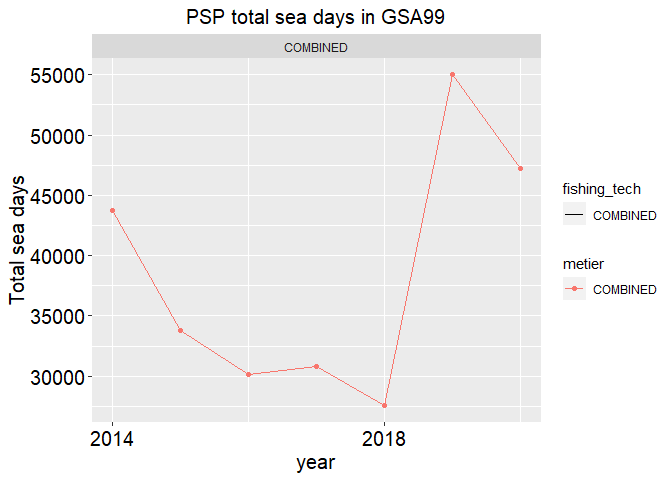 PSP total sea days in GSA99
COMBINED
55000
50000
45000
40000
35000
30000
Total sea days
2014
2018
year
fishing_tech
COMBINED
metier
COMBINED